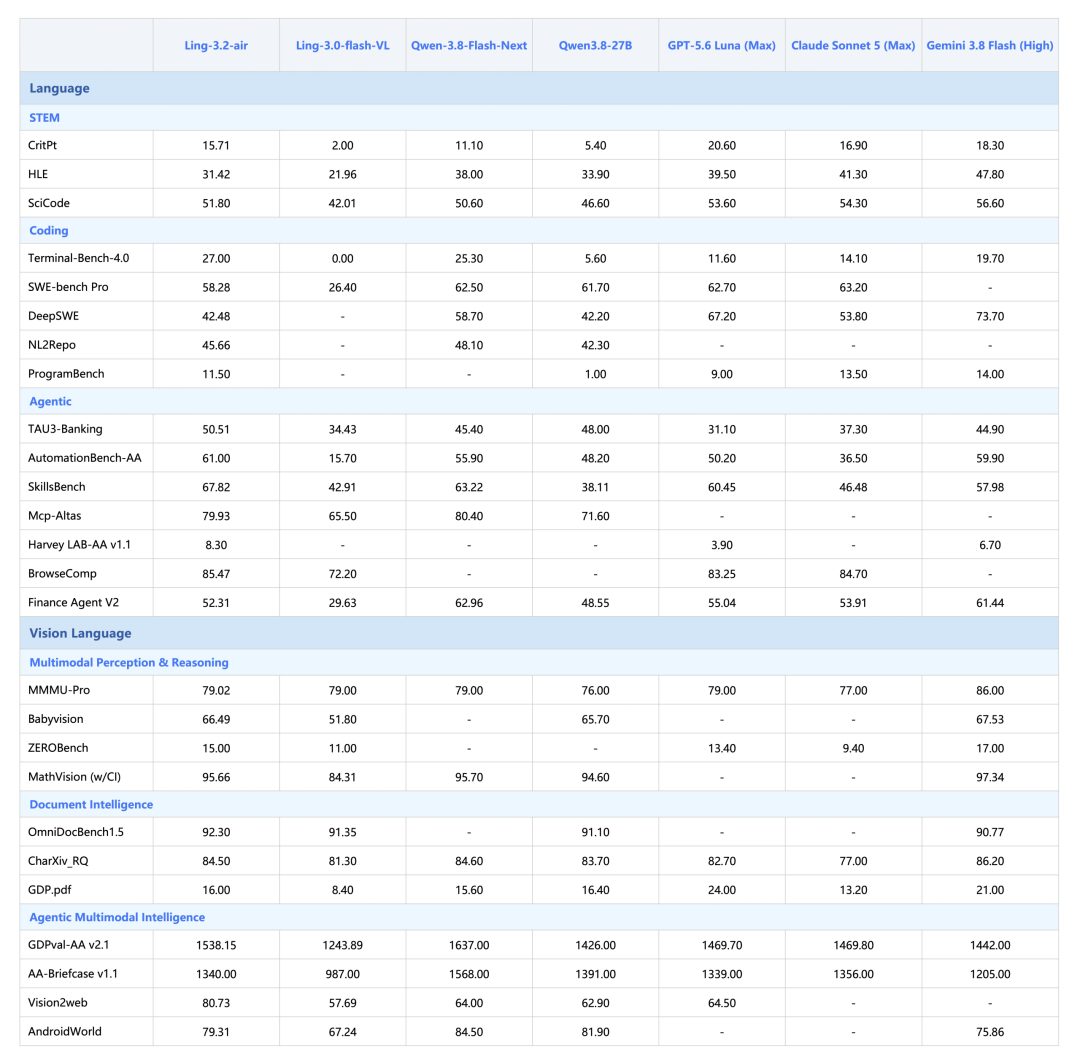 Ling-3.2-air Ling-3.0-flash-VL Qwen-3.8-Flash-Next Qwen3.8-27B GPT-5.6 Luna (Max) Claude Sonnet 5 (Max) Gemini 3.8 Flash (High)
Language
STEM
CritPt 15.71 2.00 11.10 5.40 20.60 16.90 18.30
HLE 31.42 21.96 38.00 33.90 39.50 41.30 47.80
SciCode 51.80 42.01 50.60 46.60 53.60 54.30 56.60
Coding
Terminal-Bench-4.0 27.00 0.00 25.30 5.60 11.60 14.10 19.70
SWE-bench Pro 58.28 26.40 62.50 61.70 62.70 63.20 -
DeepSWE 42.48 - 58.70 42.20 67.20 53.80 73.70
NL2Repo 45.66 - 48.10 42.30 - - -
ProgramBench 11.50 - - 1.00 9.00 13.50 14.00
Agentic
TAU3-Banking 50.51 34.43 45.40 48.00 31.10 37.30 44.90
AutomationBench-AA 61.00 15.70 55.90 48.20 50.20 36.50 59.90
SkillsBench 67.82 42.91 63.22 38.11 60.45 46.48 57.98
Mcp-Altas 79.93 65.50 80.40 71.60 - - -
Harvey LAB-AA v1.1 8.30 - - - 3.90 - 6.70
BrowseComp 85.47 72.20 - - 83.25 84.70 -
Finance Agent V2 52.31 29.63 62.96 48.55 55.04 53.91 61.44
Vision Language
Multimodal Perception & Reasoning
MMMU-Pro 79.02 79.00 79.00 76.00 79.00 77.00 86.00
Babyvision 66.49 51.80 - 65.70 - - 67.53
ZEROBench 15.00 11.00 - - 13.40 9.40 17.00
MathVision (w/CI) 95.66 84.31 95.70 94.60 - - 97.34
Document Intelligence
OmniDocBench1.5 92.30 91.35 - 91.10 - - 90.77
CharXiv_RQ 84.50 81.30 84.60 83.70 82.70 77.00 86.20
GDP.pdf 16.00 8.40 15.60 16.40 24.00 13.20 21.00
Agentic Multimodal Intelligence
GDPval-AA v2.1 1538.15 1243.89 1637.00 1426.00 1469.70 1469.80 1442.00
AA-Briefcase v1.1 1340.00 987.00 1568.00 1391.00 1339.00 1356.00 1205.00
Vision2web 80.73 57.69 64.00 62.90 64.50 - -
AndroidWorld 79.31 67.24 84.50 81.90 - - 75.86